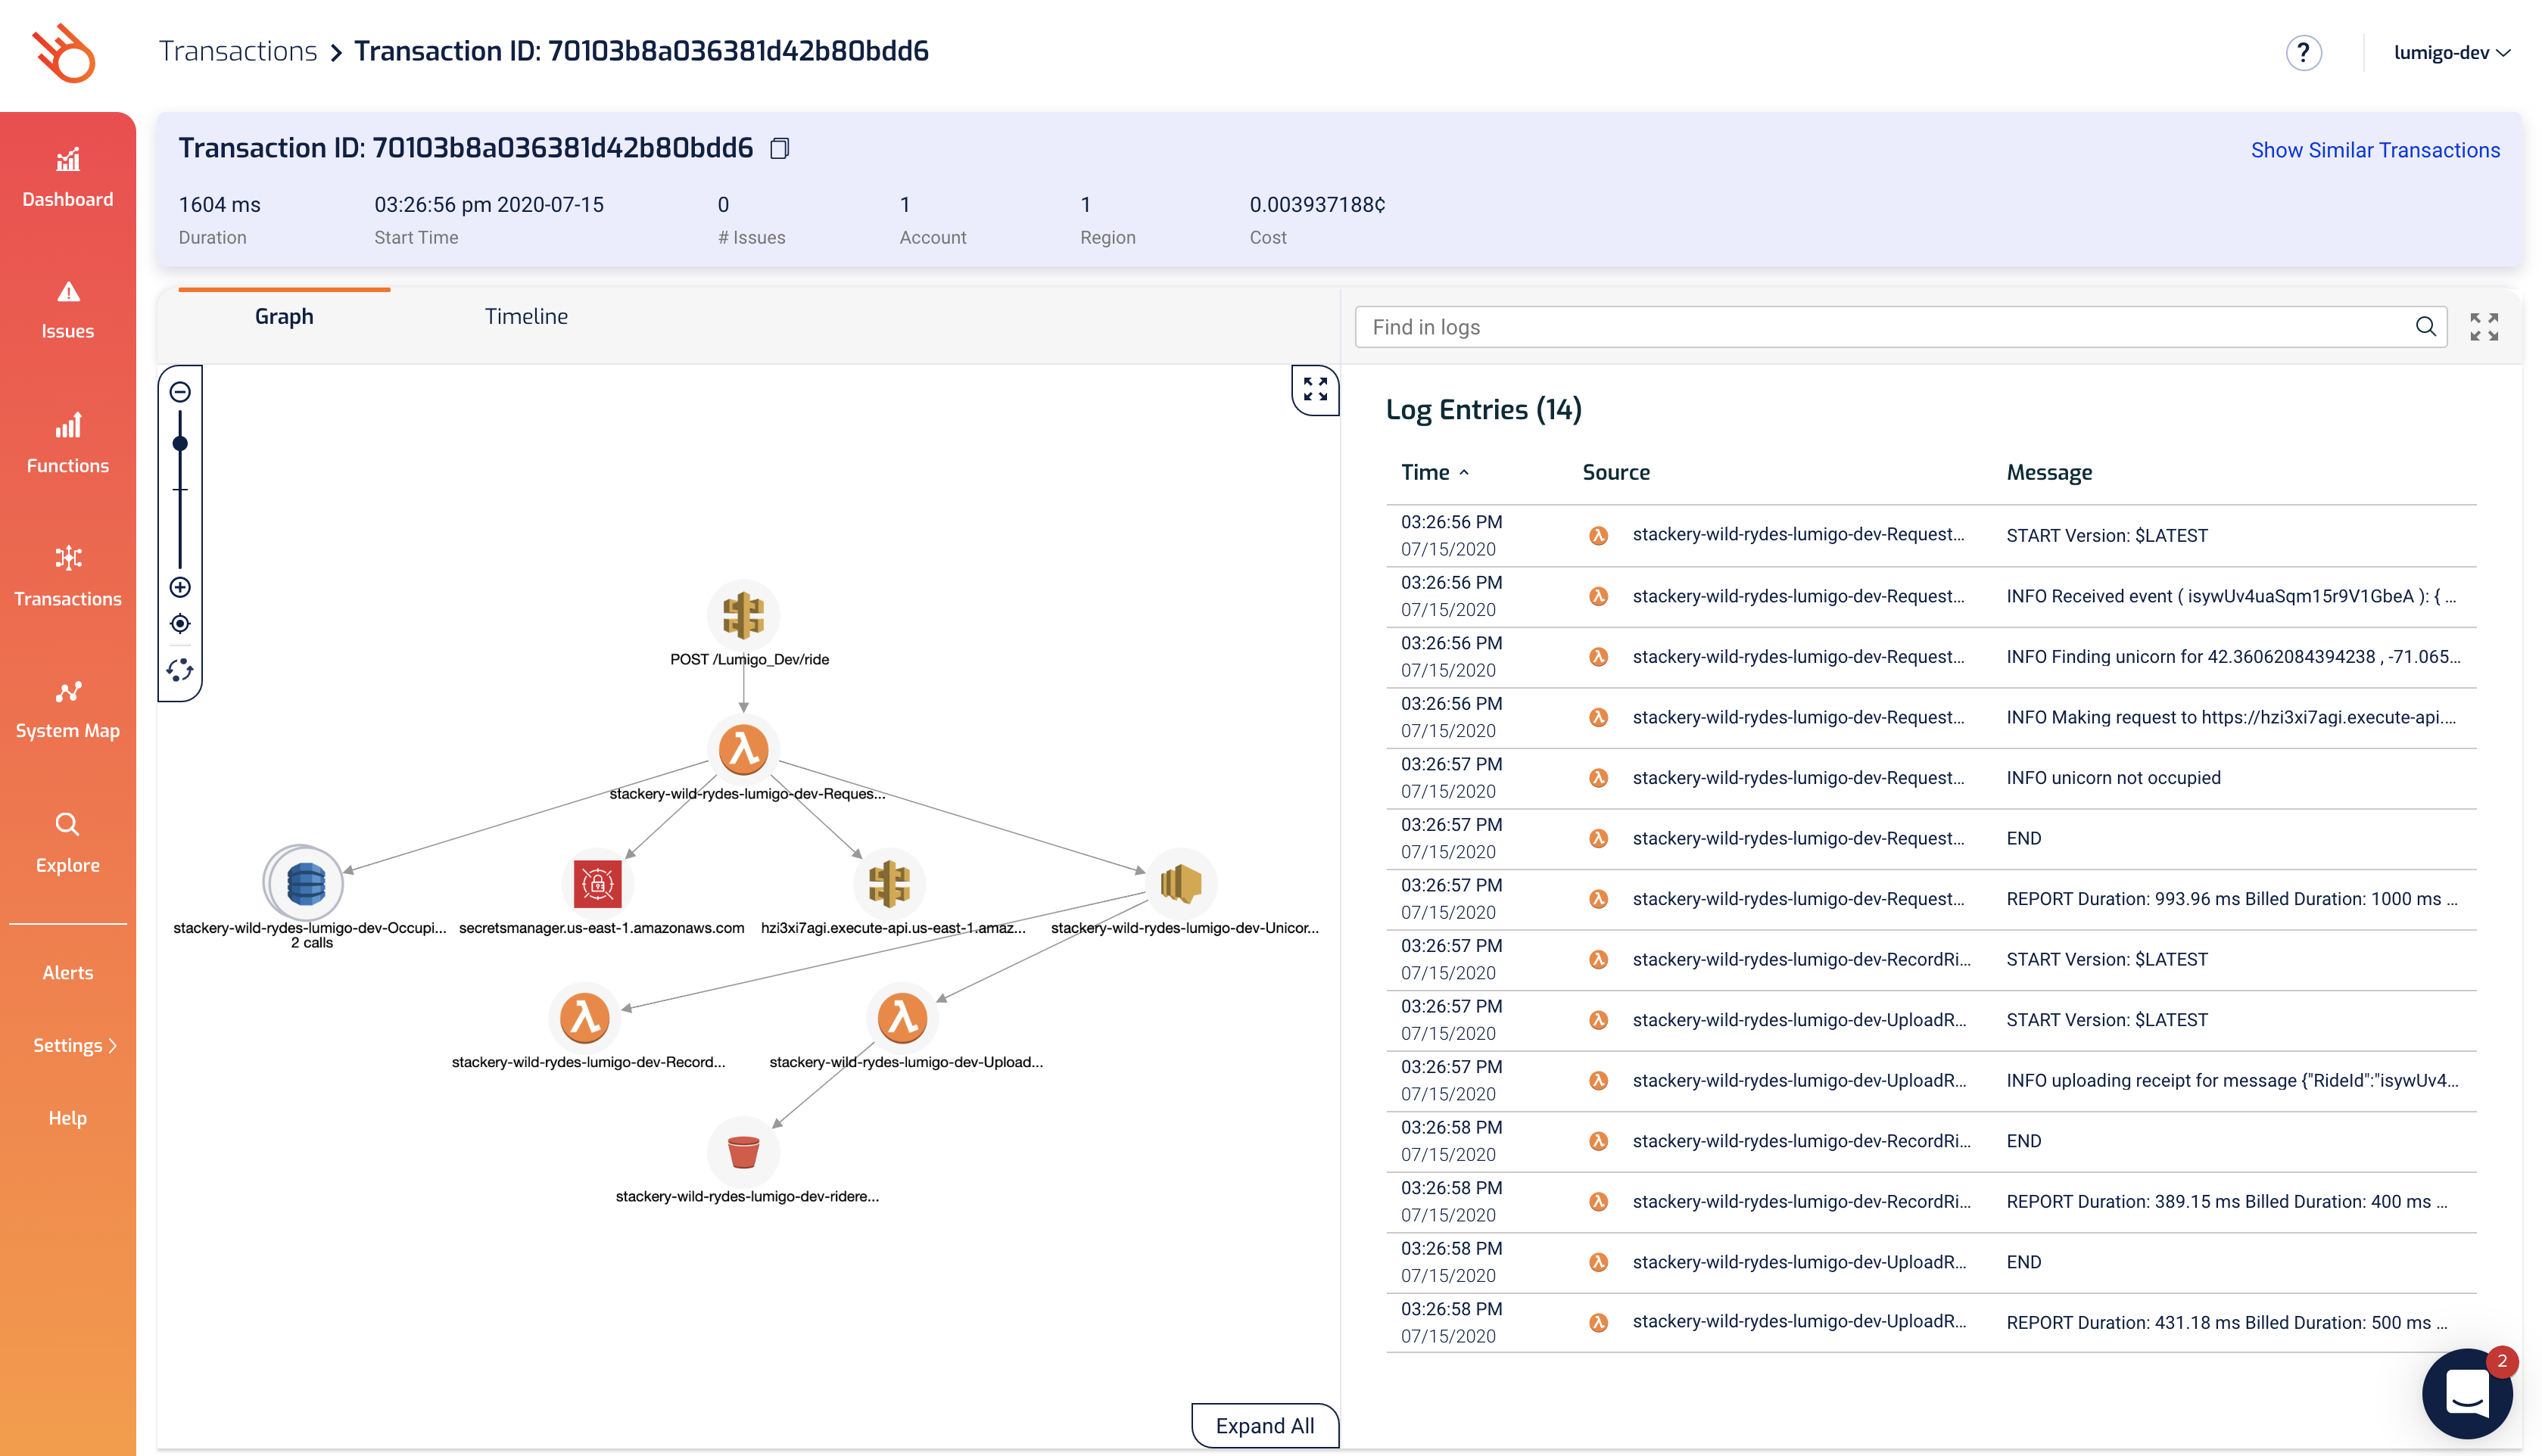 Transactions > Transaction ID: 70103b8a036381d42b80bdd6
? lumigo-dev
Dashboard
Issues
Functions
Transactions
System Map
Explore
Alerts
Settings
Help
Transaction ID: 70103b8a036381d42b80bdd6
Show Similar Transactions
1604 ms 03:26:56 pm 2020-07-15 0 1 1 0.003937188¢
Duration Start Time # Issues Account Region Cost
Graph Timeline
POST /Lumigo_Dev/ride
stackery-wild-rydes-lumigo-dev-Reques...
stackery-wild-rydes-lumigo-dev-Occupi... secretsmanager.us-east-1.amazonaws.com hzi3xi7agi.execute-api.us-east-1.amaz... stackery-wild-rydes-lumigo-dev-Unicor...
2 calls
stackery-wild-rydes-lumigo-dev-Record... stackery-wild-rydes-lumigo-dev-Upload...
stackery-wild-rydes-lumigo-dev-ridere...
Expand All
Find in logs
Log Entries (14)
Time Source Message
03:26:56 PM
07/15/2020
stackery-wild-rydes-lumigo-dev-Request... START Version: $LATEST
03:26:56 PM
07/15/2020
stackery-wild-rydes-lumigo-dev-Request... INFO Received event ( isywUv4uaSqm15r9V1GbeA ): { ...
03:26:56 PM
07/15/2020
stackery-wild-rydes-lumigo-dev-Request... INFO Finding unicorn for 42.36062084394238 , -71.065...
03:26:56 PM
07/15/2020
stackery-wild-rydes-lumigo-dev-Request... INFO Making request to https://hzi3xi7agi.execute-api....
03:26:57 PM
07/15/2020
stackery-wild-rydes-lumigo-dev-Request... INFO unicorn not occupied
03:26:57 PM
07/15/2020
stackery-wild-rydes-lumigo-dev-Request... END
03:26:57 PM
07/15/2020
stackery-wild-rydes-lumigo-dev-Request... REPORT Duration: 993.96 ms Billed Duration: 1000 ms ...
03:26:57 PM
07/15/2020
stackery-wild-rydes-lumigo-dev-RecordRi... START Version: $LATEST
03:26:57 PM
07/15/2020
stackery-wild-rydes-lumigo-dev-UploadR... START Version: $LATEST
03:26:57 PM
07/15/2020
stackery-wild-rydes-lumigo-dev-UploadR... INFO uploading receipt for message {"RideId":"isywUv4...
03:26:58 PM
07/15/2020
stackery-wild-rydes-lumigo-dev-RecordRi... END
03:26:58 PM
07/15/2020
stackery-wild-rydes-lumigo-dev-RecordRi... REPORT Duration: 389.15 ms Billed Duration: 400 ms ...
03:26:58 PM
07/15/2020
stackery-wild-rydes-lumigo-dev-UploadR... END
03:26:58 PM
07/15/2020
stackery-wild-rydes-lumigo-dev-UploadR... REPORT Duration: 431.18 ms Billed Duration: 500 ms ...
2